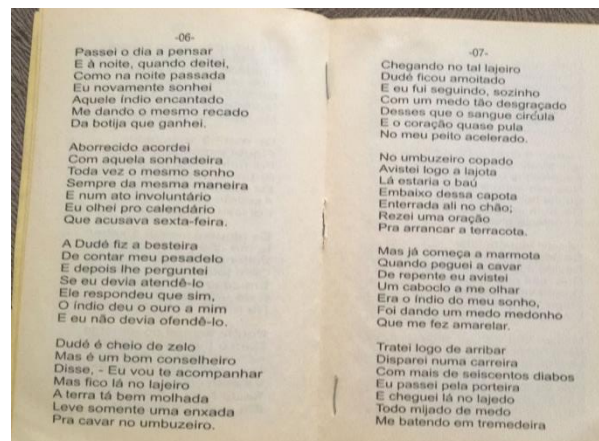 -06-
Passei o dia a pensar
E à noite, quando deitei,
Como na noite passada
Eu novamente sonhei
Aquele índio encantado
Me dando o mesmo recado
Da botija que ganhei.
Aborrecido acordei
Com aquela sonhadeira
Toda vez o mesmo sonho
Sempre da mesma maneira
E num ato involuntário
Eu olhei pro calendário
Que acusava sexta-feira.
A Dudé fiz a besteira
De contar meu pesadelo
E depois lhe perguntei
Se eu devia atendê-lo
Ele respondeu que sim,
O índio deu o ouro a mim
E eu não devia ofendê-lo.
Dudé é cheio de zelo
Mas é um bom conselheiro
Disse, - Eu vou te acompanhar
Mas fico lá no lajeiro
A terra tá bem molhada
Leve somente uma enxada
Pra cavar no umbuzeiro.
-07-
Chegando no tal lajeiro
Dudé ficou amoitado
E eu fui seguindo, sozinho
Com um medo tão desgraçado
Desses que o sangue circula
E o coração quase pula
No meu peito acelerado.
No umbuzeiro copado
Avistei logo a lajota
Lá estaria o baú
Embaixo dessa capota
Enterrada ali no chão;
Rezei uma oração
Pra arrancar a terracota.
Mas já começa a marmota
Quando peguei a cavar
De repente eu avistei
Um caboclo a me olhar
Era o índio do meu sonho,
Foi dando um medo medonho
Que me fez amarelar.
Tratei logo de arribar
Disparei numa carreira
Com mais de seiscentos diabos
Eu passei pela porteira
E cheguei lá no lajedo
Todo mijado de medo
Me batendo em tremedeira